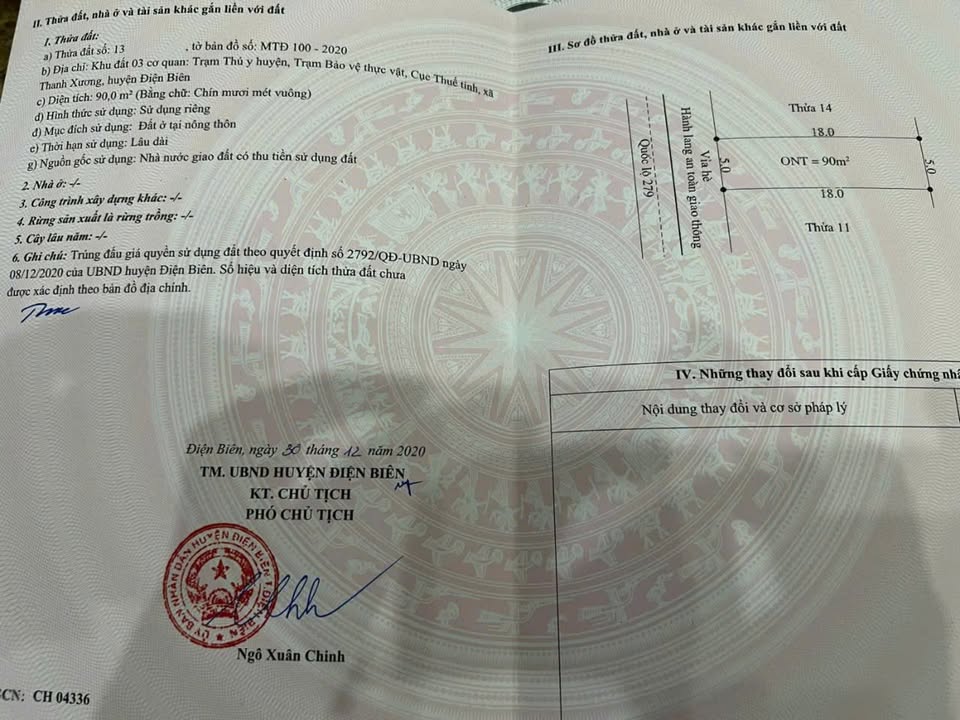 II. Thửa đất, nhà ở và tài sản khác gắn liền với đất
1. Thửa đất:
a) Thửa đất số: 13 , tờ bản đồ số: MTĐ 100 - 2020
b) Địa chỉ: Khu đất 03 cơ quan: Trạm Thủ y huyện, Trạm Bảo vệ thực vật, Cục Thuế tỉnh, xã
Thanh Xương, huyện Điện Biên
c) Diện tích: 90,0 m² (Bằng chữ: Chín mươi mét vuông)
d) Hình thức sử dụng: Sử dụng riêng
đ) Mục đích sử dụng: Đất ở tại nông thôn
e) Thời hạn sử dụng: Lâu dài
g) Nguồn gốc sử dụng: Nhà nước giao đất có thu tiền sử dụng đất
2. Nhà ở: -/-
3. Công trình xây dựng khác: -/-
4. Rừng sản xuất là rừng trồng: -/-
5. Cây lâu năm: -/-
6. Ghi chú: Trúng đấu giá quyền sử dụng đất theo quyết định số 2792/QĐ-UBND ngày
08/12/2020 của UBND huyện Điện Biên. Số hiệu và diện tích thửa đất chưa
được xác định theo bản đồ địa chính.
Điện Biên, ngày 30 tháng 12 năm 2020
TM. UBND HUYỆN ĐIỆN BIÊN
KT. CHỦ TỊCH
PHÓ CHỦ TỊCH
ỦY BAN NHÂN DÂN HUYỆN ĐIỆN BIÊN T. ĐIỆN BIÊN
Ngô Xuân Chinh
GCN: CH 04336
III. Sơ đồ thửa đất, nhà ở và tài sản khác gắn liền với đất
Quốc lộ 279
Hành lang an toàn giao thông
Vỉa hè
Thửa 14
18.0
5.0
ONT = 90m²
5.0
18.0
Thửa 11
IV. Những thay đổi sau khi cấp Giấy chứng
Nội dung thay đổi và cơ sở pháp lý